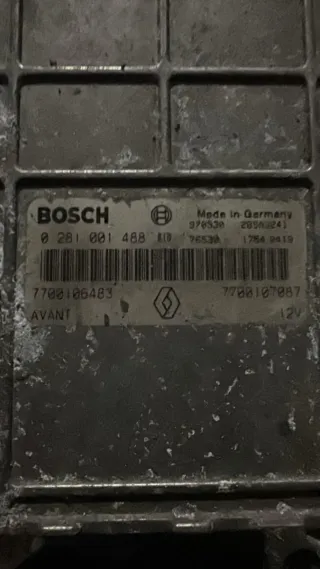 BOSCH Made in Germany
0 281 001 488
7700106483 7700107087
AVANT 12V